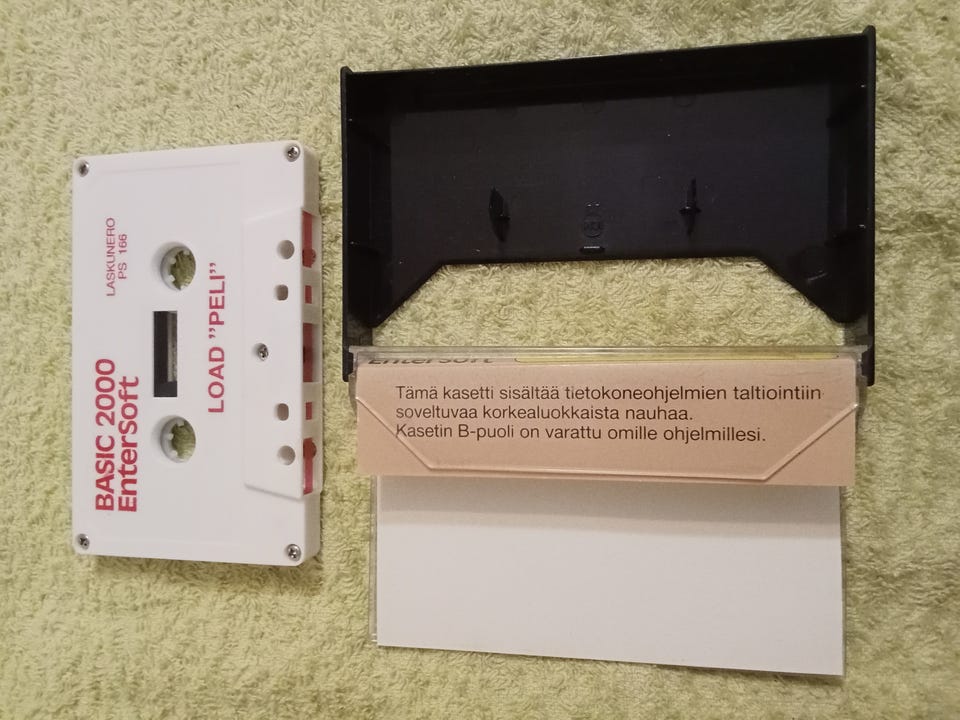 BASIC 2000
EnterSoft
LASKUNERO
PS 166
LOAD "PELI"
EnterSoft
Tämä kasetti sisältää tietokoneohjelmien taltiointiin
soveltuvaa korkealuokkaista nauhaa.
Kasetin B-puoli on varattu omille ohjelmillesi.